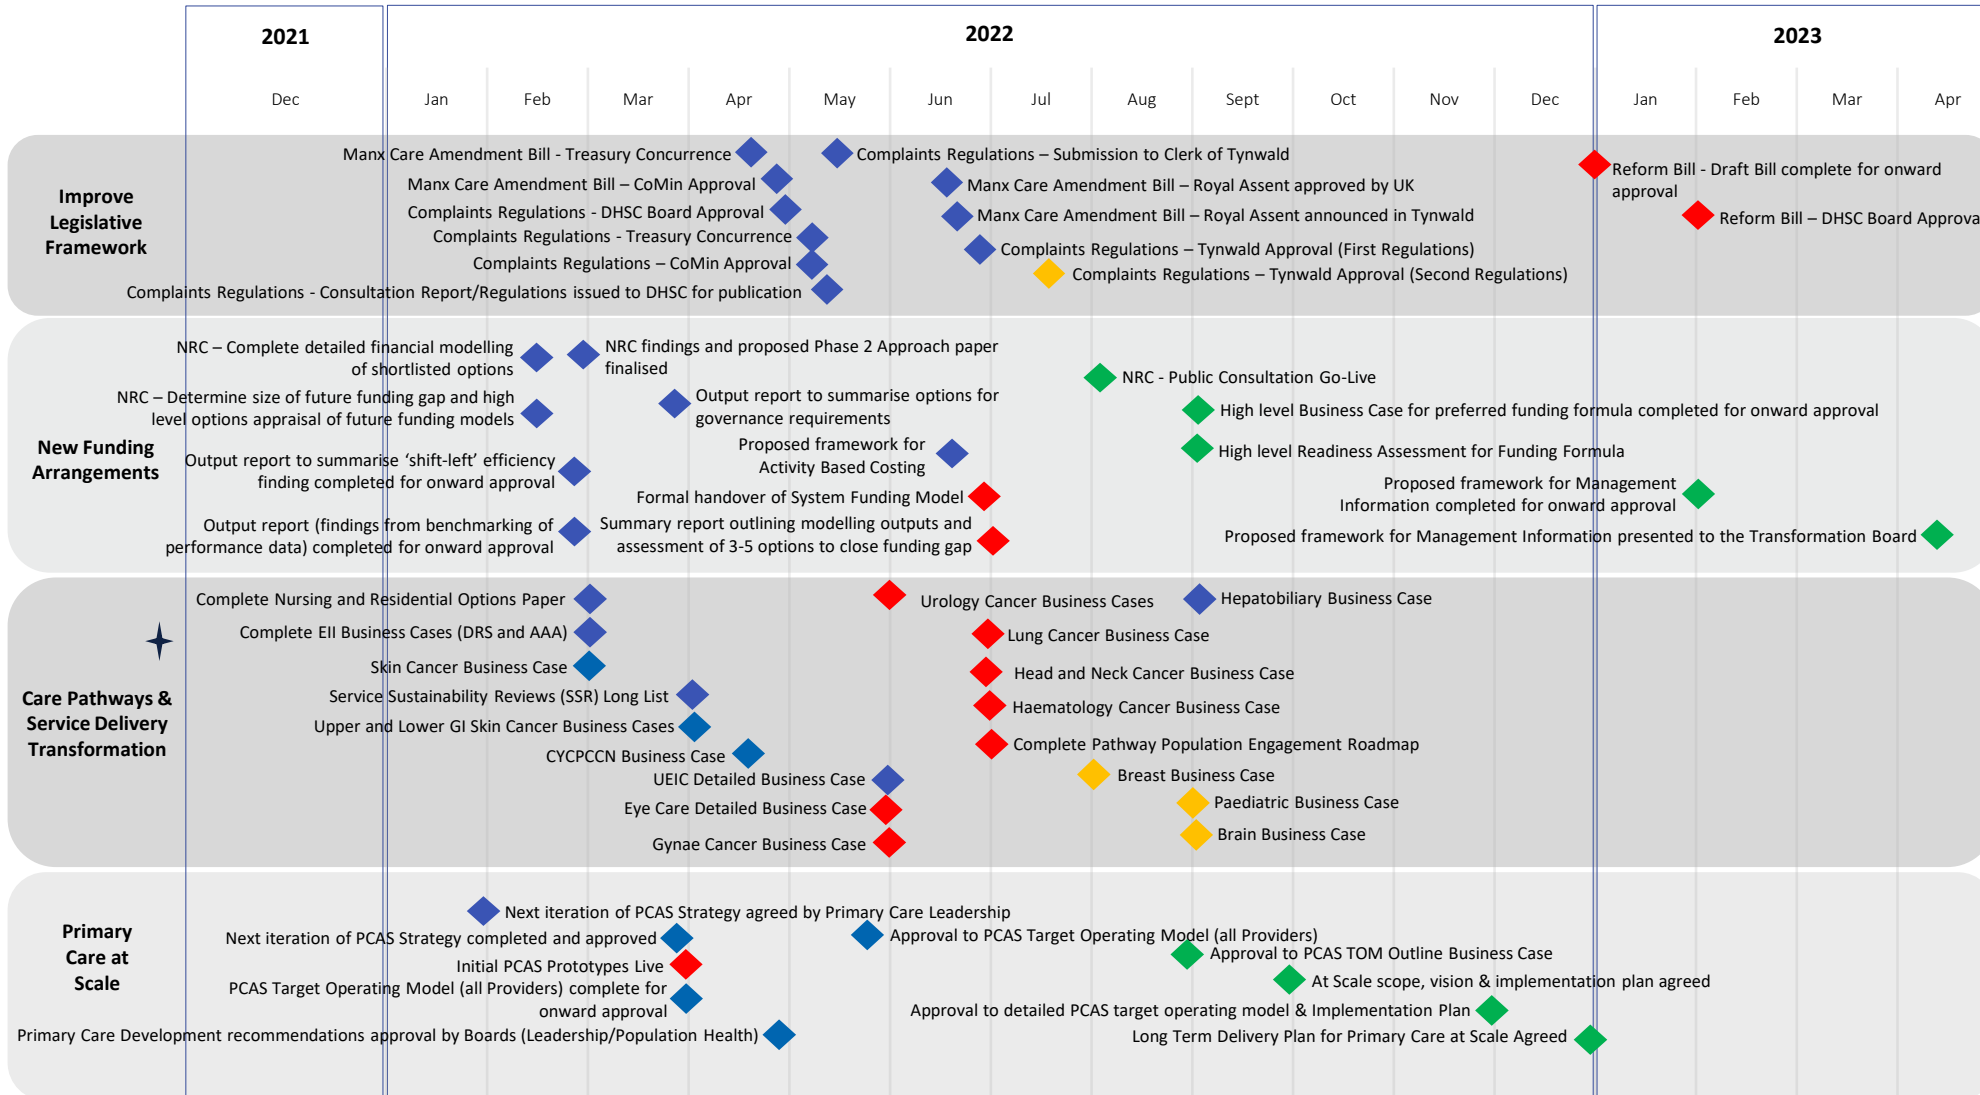 2021
2022
2023
Dec
Jan
Feb
Mar
Apr
May
Jun
Jul
Aug
Sept
Oct
Nov
Dec
Jan
Feb
Mar
Apr
Improve
Legislative
Framework
Manx Care Amendment Bill - Treasury Concurrence
Manx Care Amendment Bill – CoMin Approval
Complaints Regulations - DHSC Board Approval
Complaints Regulations - Treasury Concurrence
Complaints Regulations – CoMin Approval
Complaints Regulations - Consultation Report/Regulations issued to DHSC for publication
Complaints Regulations – Submission to Clerk of Tynwald
Manx Care Amendment Bill – Royal Assent approved by UK
Manx Care Amendment Bill – Royal Assent announced in Tynwald
Complaints Regulations – Tynwald Approval (First Regulations)
Complaints Regulations – Tynwald Approval (Second Regulations)
Reform Bill - Draft Bill complete for onward
approval
Reform Bill – DHSC Board Approval
New Funding
Arrangements
NRC – Complete detailed financial modelling
of shortlisted options
NRC – Determine size of future funding gap and high
level options appraisal of future funding models
Output report to summarise ‘shift-left’ efficiency
finding completed for onward approval
Output report (findings from benchmarking of
performance data) completed for onward approval
NRC findings and proposed Phase 2 Approach paper
finalised
Output report to summarise options for
governance requirements
Proposed framework for
Activity Based Costing
Formal handover of System Funding Model
Summary report outlining modelling outputs and
assessment of 3-5 options to close funding gap
NRC - Public Consultation Go-Live
High level Business Case for preferred funding formula completed for onward approval
High level Readiness Assessment for Funding Formula
Proposed framework for Management
Information completed for onward approval
Proposed framework for Management Information presented to the Transformation Board
Care Pathways &
Service Delivery
Transformation
Complete Nursing and Residential Options Paper
Complete EII Business Cases (DRS and AAA)
Skin Cancer Business Case
Service Sustainability Reviews (SSR) Long List
Upper and Lower GI Skin Cancer Business Cases
CYCPCCN Business Case
UEIC Detailed Business Case
Eye Care Detailed Business Case
Gynae Cancer Business Case
Urology Cancer Business Cases
Lung Cancer Business Case
Head and Neck Cancer Business Case
Haematology Cancer Business Case
Complete Pathway Population Engagement Roadmap
Breast Business Case
Paediatric Business Case
Brain Business Case
Hepatobiliary Business Case
Primary
Care at
Scale
Next iteration of PCAS Strategy agreed by Primary Care Leadership
Next iteration of PCAS Strategy completed and approved
Initial PCAS Prototypes Live
PCAS Target Operating Model (all Providers) complete for
onward approval
Primary Care Development recommendations approval by Boards (Leadership/Population Health)
Approval to PCAS Target Operating Model (all Providers)
Approval to PCAS TOM Outline Business Case
At Scale scope, vision & implementation plan agreed
Approval to detailed PCAS target operating model & Implementation Plan
Long Term Delivery Plan for Primary Care at Scale Agreed